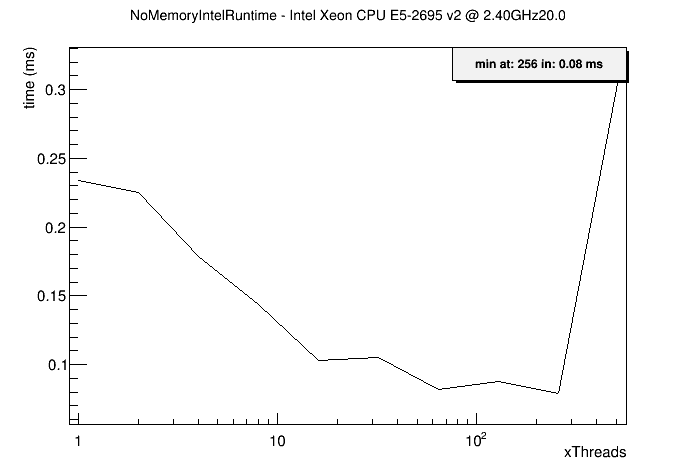 NoMemoryIntelRuntime - Intel Xeon CPU E5-2695 v2 @ 2.40GHz20.0
time (ms)
min at: 256 in: 0.08 ms
0.3
0.25
0.2
0.15
0.1
1 10 10²
xThreads